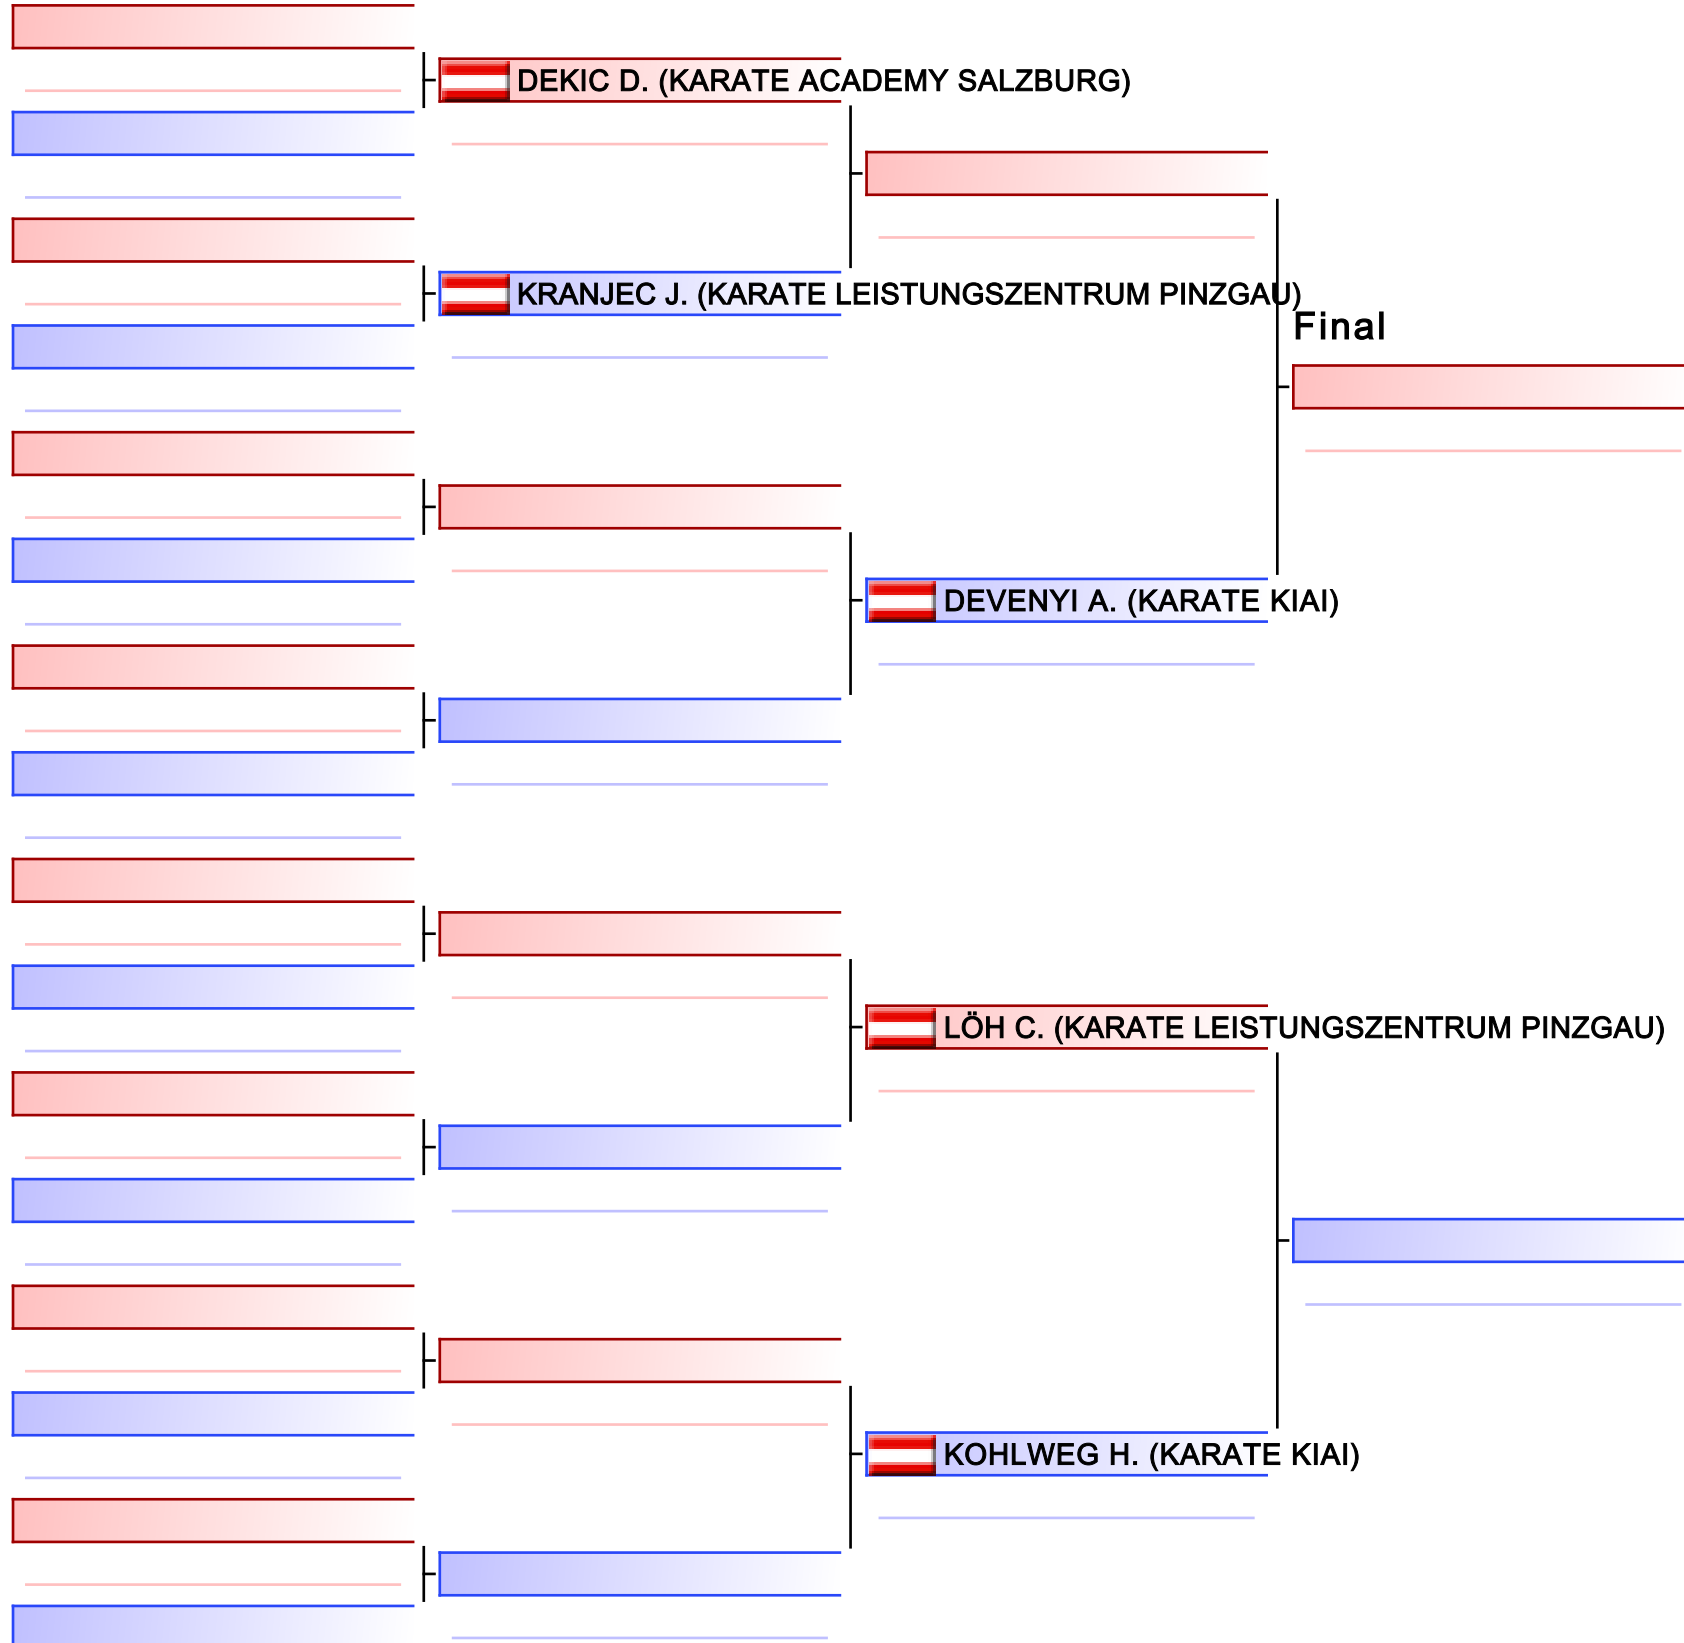 DEKIC D. (KARATE ACADEMY SALZBURG)
KRANJEC J. (KARATE LEISTUNGSZENTRUM PINZGAU)
Final
DEVENYI A. (KARATE KIAI)
LÖH C. (KARATE LEISTUNGSZENTRUM PINZGAU)
KOHLWEG H. (KARATE KIAI)